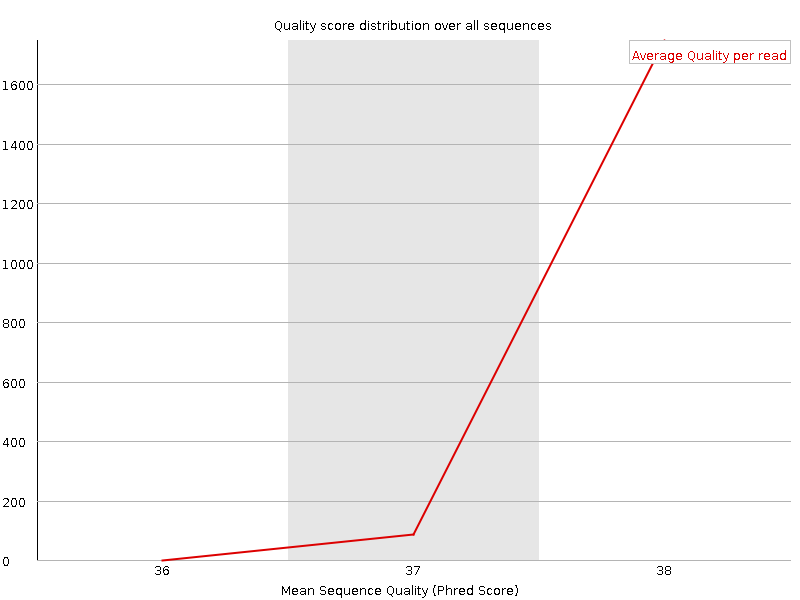 Quality score distribution over all sequences
Average Quality per read
1600
1400
1200
1000
800
600
400
200
0
36 37 38
Mean Sequence Quality (Phred Score)